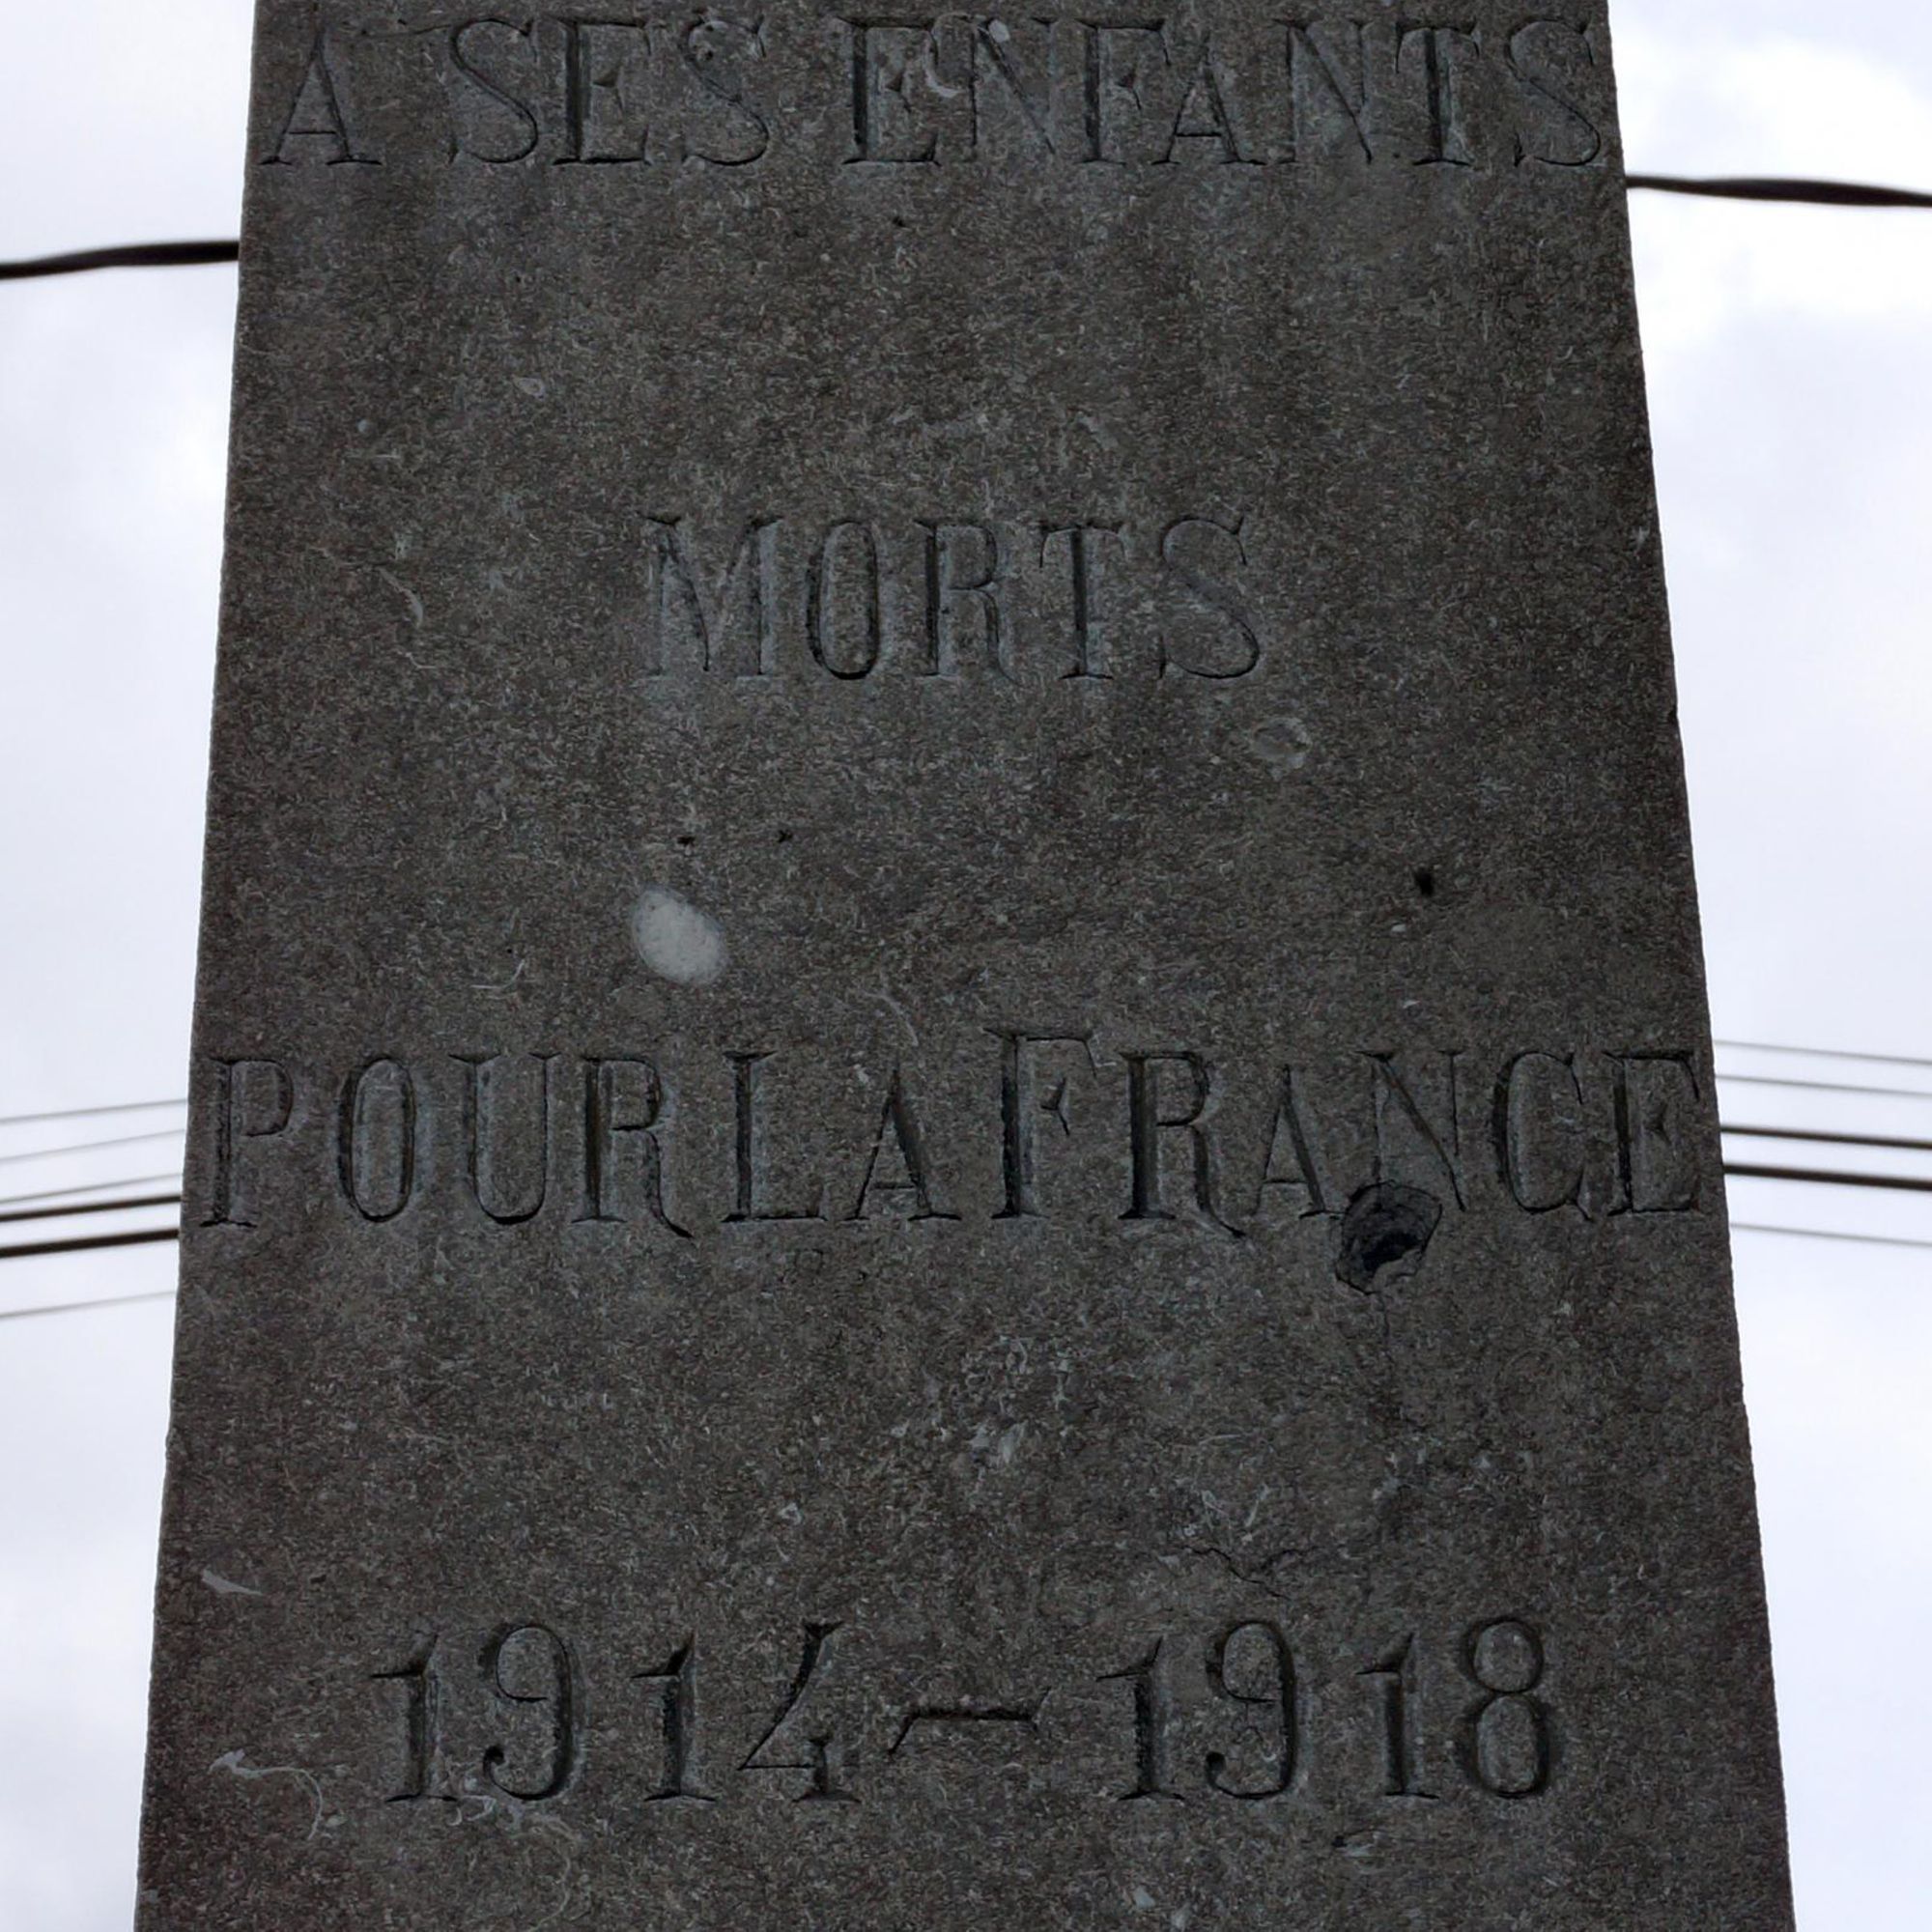 A SES ENFANTS
MORTS
POUR LA FRANCE
1914 – 1918